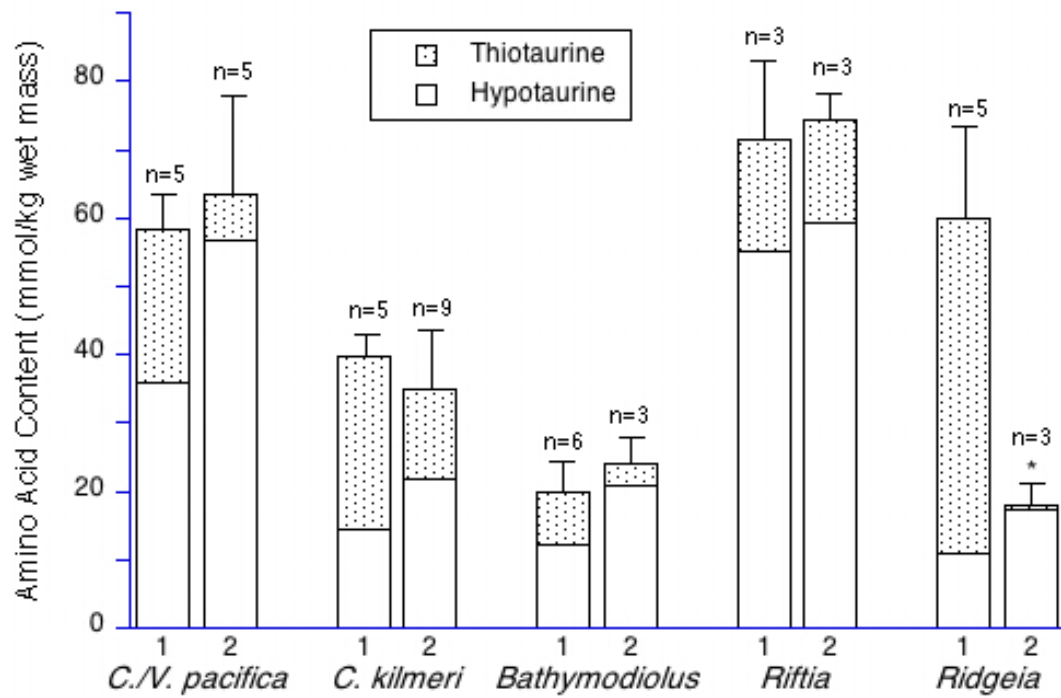 Amino Acid Content (mmol/kg wet mass)
80
60
40
20
0
Thiotaurine
Hypotaurine
n=5
n=5
n=5
n=9
n=6
n=3
n=3
n=3
n=5
n=3
*
1 2 1 2 1 2 1 2 1 2
C./V. pacifica C. kilmeri Bathymodiolus Riftia Ridgeia